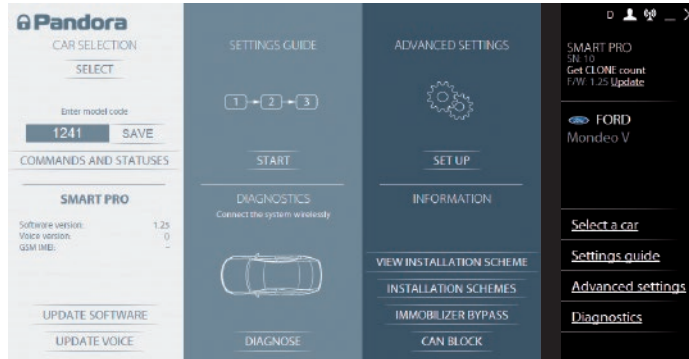 Pandora
CAR SELECTION
SELECT
Enter model code
1241 SAVE
COMMANDS AND STATUSES
SMART PRO
Software version: 1.25
Voice version: 0
GSM IMEI: -
UPDATE SOFTWARE
UPDATE VOICE
SETTINGS GUIDE
1 2 3
START
DIAGNOSTICS
Connect the system wirelessly
DIAGNOSE
ADVANCED SETTINGS
SET UP
INFORMATION
VIEW INSTALLATION SCHEME
INSTALLATION SCHEMES
IMMOBILIZER BYPASS
CAN BLOCK
D
SMART PRO
SN: 10
Get CLONE count
F/W: 1.25 Update
FORD
Mondeo V
Select a car
Settings guide
Advanced settings
Diagnostics